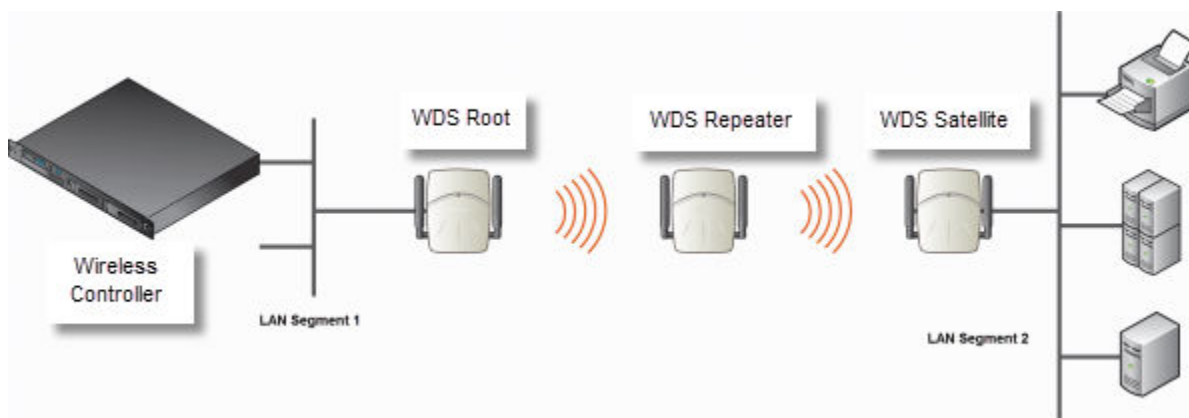 WDS Root
WDS Repeater
WDS Satellite
Wireless
Controller
LAN Segment 1
LAN Segment 2